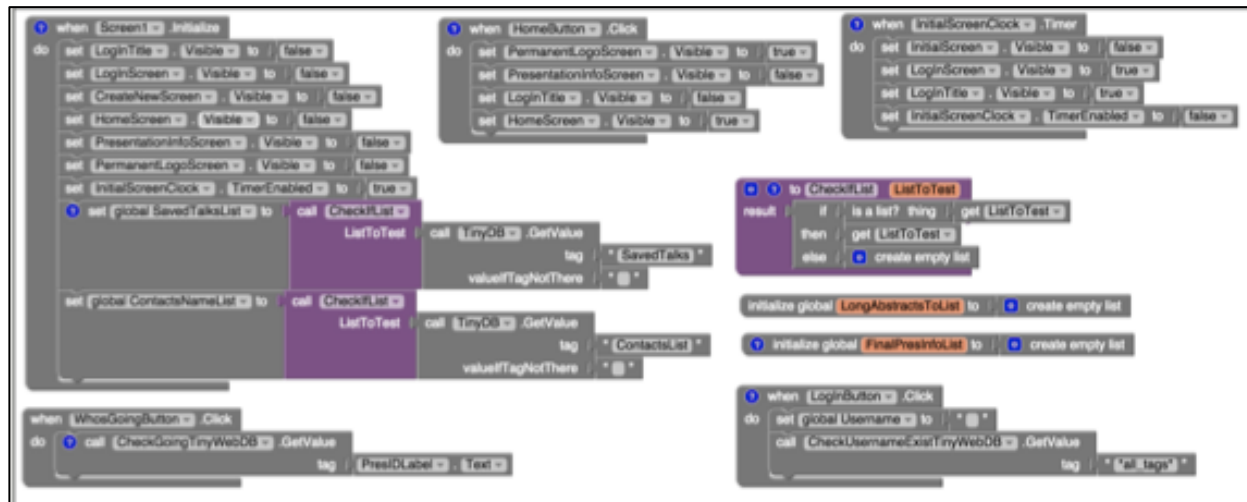 when Screen1 .Initialize
do set LogInTitle . Visible to false
set LogInScreen . Visible to false
set CreateNewScreen . Visible to false
set HomeScreen . Visible to false
set PresentationInfoScreen . Visible to false
set PermanentLogoScreen . Visible to false
set InitialScreenClock . TimerEnabled to true
set global SavedTalksList to call CheckIfList
ListToTest call TinyDB .GetValue
tag " SavedTalks "
valueIfTagNotThere " "
set global ContactsNameList to call CheckIfList
ListToTest call TinyDB .GetValue
tag " ContactsList "
valueIfTagNotThere " "
when WhosGoingButton .Click
do call CheckGoingTinyWebDB .GetValue
tag PresIDLabel . Text
when HomeButton .Click
do set PermanentLogoScreen . Visible to true
set PresentationInfoScreen . Visible to false
set LogInTitle . Visible to false
set HomeScreen . Visible to true
when InitialScreenClock .Timer
do set InitialScreen . Visible to false
set LogInScreen . Visible to true
set LogInTitle . Visible to true
set InitialScreenClock . TimerEnabled to false
to CheckIfList ListToTest
result if is a list? thing get ListToTest
then get ListToTest
else create empty list
initialize global LongAbstractsToList to create empty list
initialize global FinalPresInfoList to create empty list
when LogInButton .Click
do set global Username to " "
call CheckUsernameExistTinyWebDB .GetValue
tag " "all_tags" "